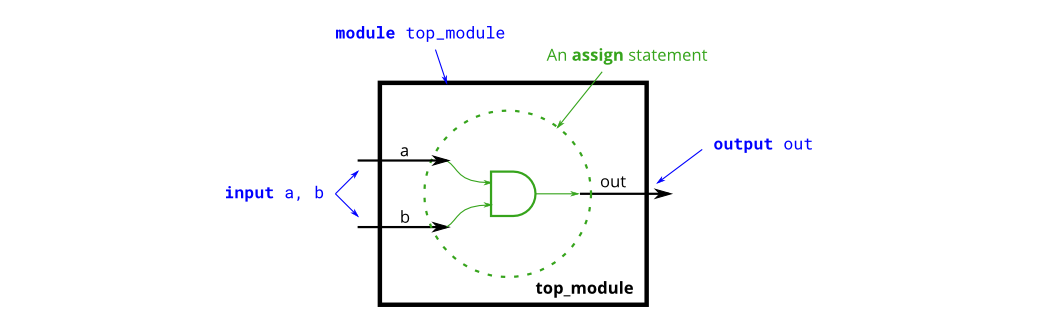 module top_module
An assign statement
output out
a
out
input a, b
b
top_module